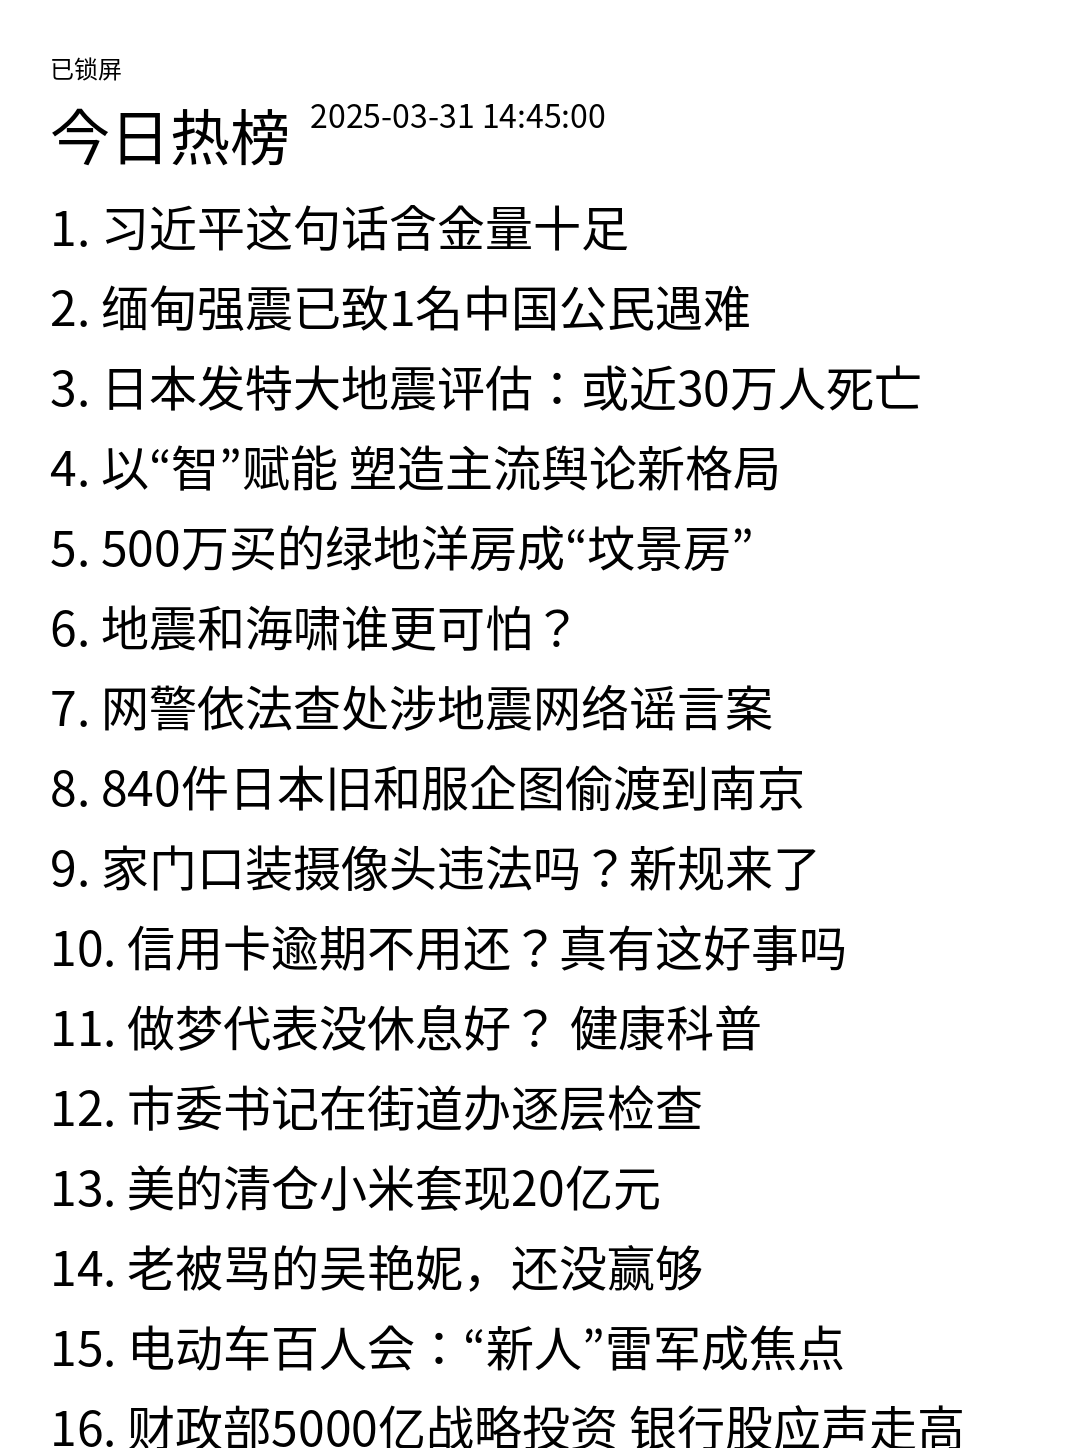 已锁屏
今日热榜 2025-03-31 14:45:00
1. 习近平这句话含金量十足
2. 缅甸强震已致1名中国公民遇难
3. 日本发特大地震评估：或近30万人死亡
4. 以“智”赋能 塑造主流舆论新格局
5. 500万买的绿地洋房成“坟景房”
6. 地震和海啸谁更可怕？
7. 网警依法查处涉地震网络谣言案
8. 840件日本旧和服企图偷渡到南京
9. 家门口装摄像头违法吗？新规来了
10. 信用卡逾期不用还？真有这好事吗
11. 做梦代表没休息好？ 健康科普
12. 市委书记在街道办逐层检查
13. 美的清仓小米套现20亿元
14. 老被骂的吴艳妮，还没赢够
15. 电动车百人会：“新人”雷军成焦点
16. 财政部5000亿战略投资 银行股应声走高